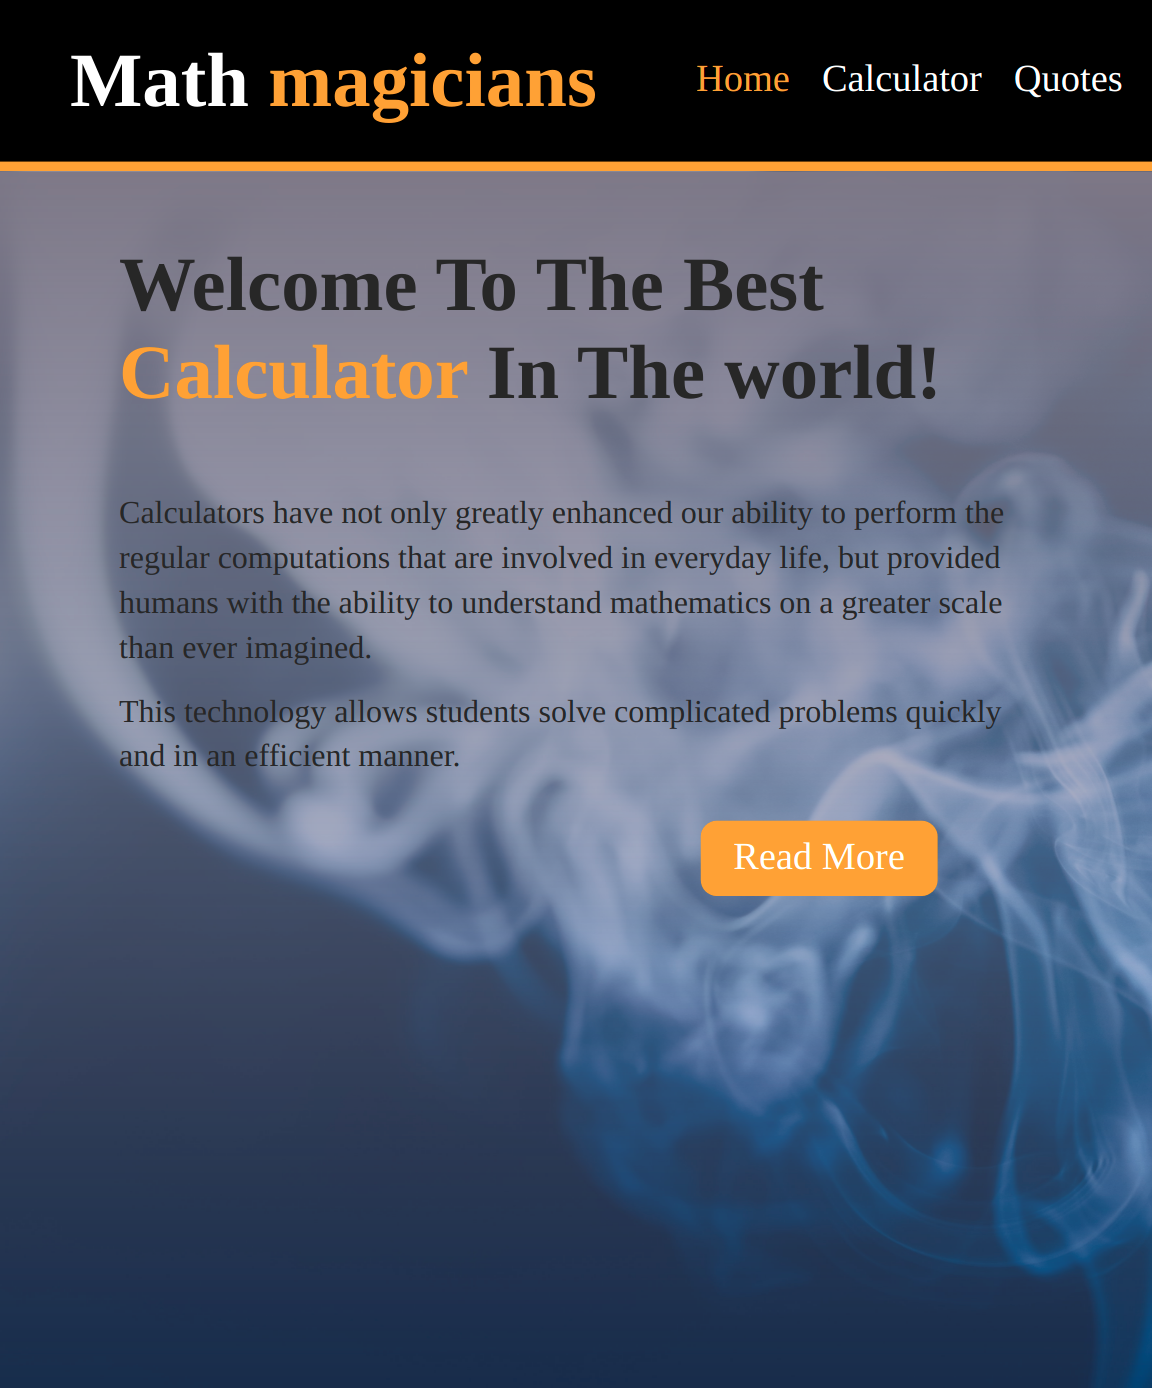 Math magicians
Home Calculator Quotes
Welcome To The Best
Calculator In The world!
Calculators have not only greatly enhanced our ability to perform the
regular computations that are involved in everyday life, but provided
humans with the ability to understand mathematics on a greater scale
than ever imagined.
This technology allows students solve complicated problems quickly
and in an efficient manner.
Read More